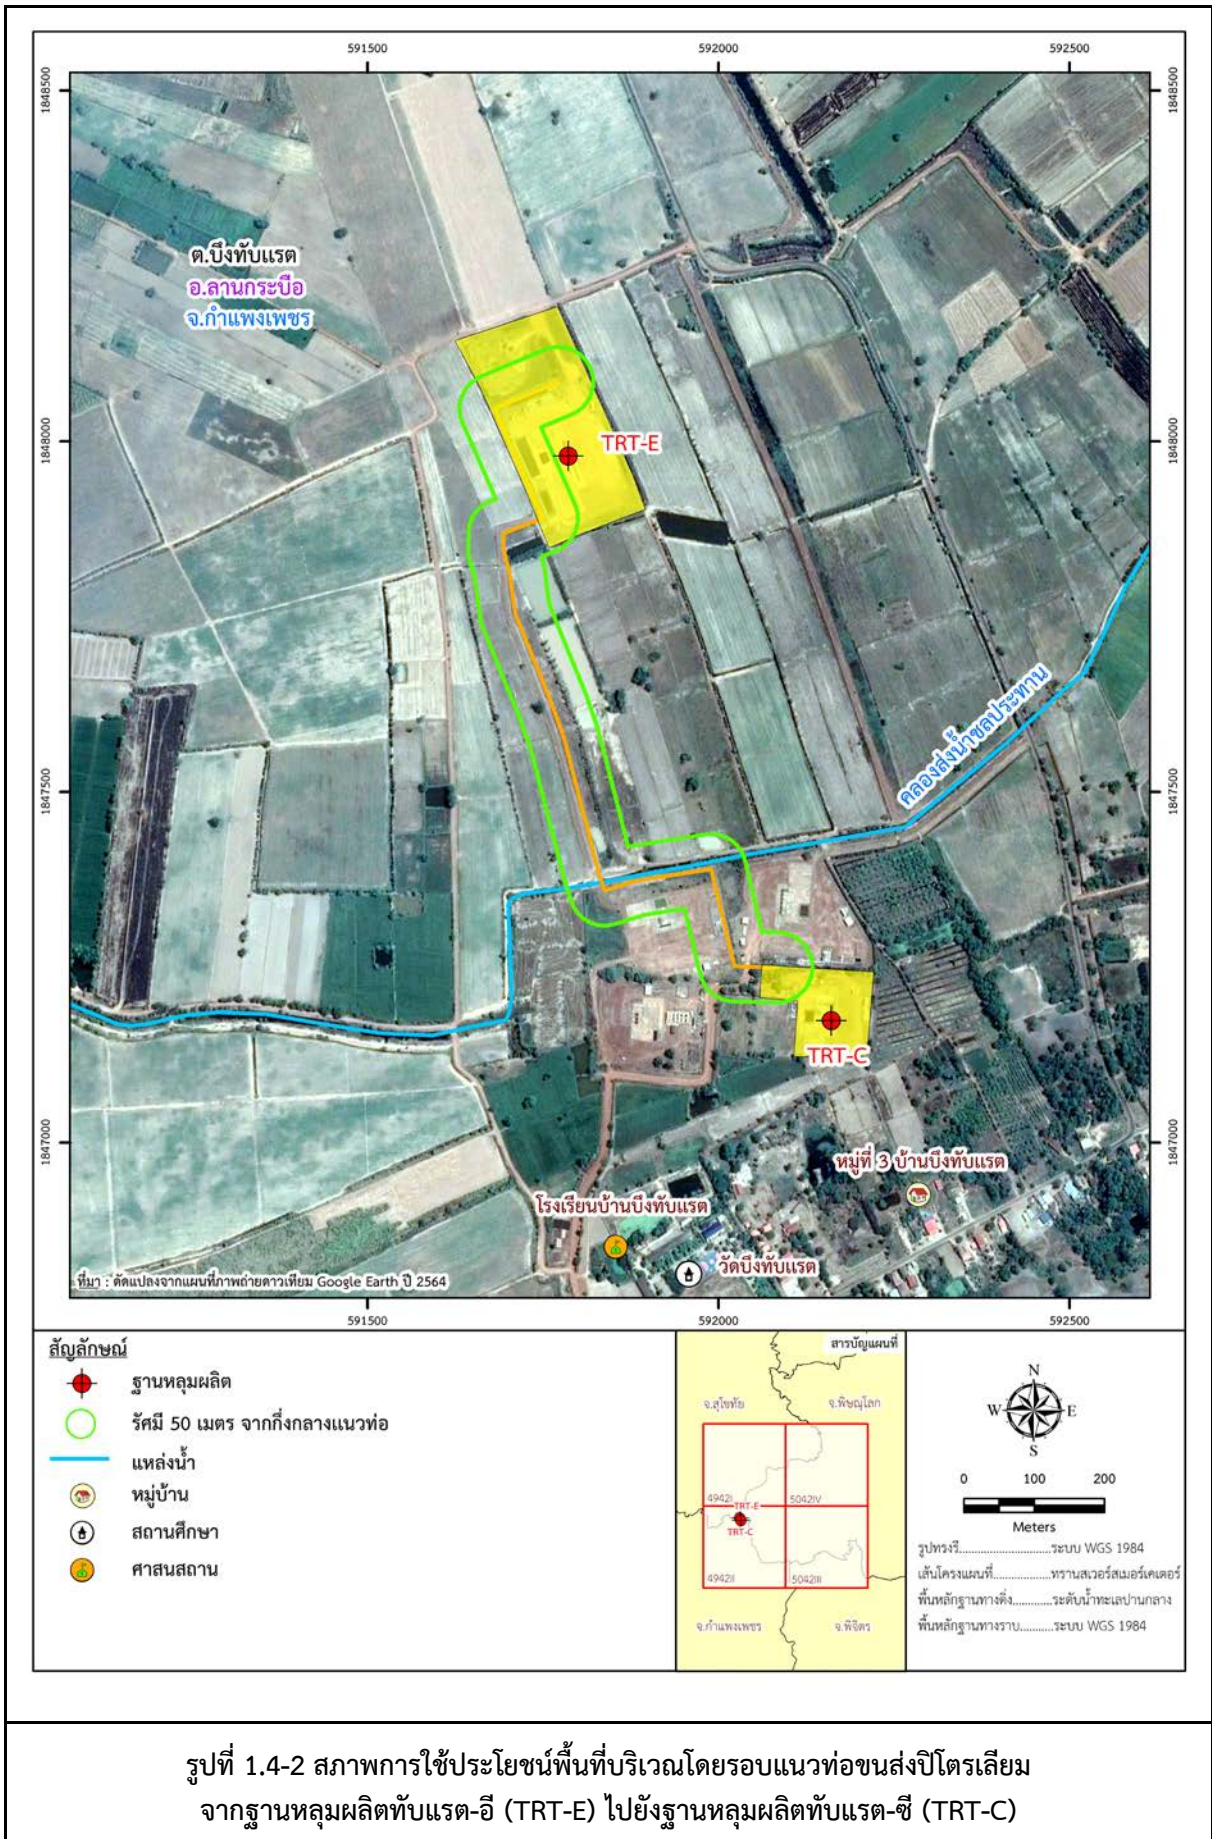 591500 592000 592500
1848500 1848500
ต.บึงทับแรต
อ.ลานกระบือ
จ.กำแพงเพชร
TRT-E
1848000 1848000
คลองส่งน้ำชลประทาน
1847500 1847500
TRT-C
1847000 1847000
หมู่ที่ 3 บ้านบึงทับแรต
โรงเรียนบ้านบึงทับแรต
วัดบึงทับแรต
ที่มา : ดัดแปลงจากแผนที่ภาพถ่ายดาวเทียม Google Earth ปี 2564
591500 592000 592500
สัญลักษณ์
ฐานหลุมผลิต
รัศมี 50 เมตร จากกึ่งกลางแนวท่อ
แหล่งน้ำ
หมู่บ้าน
สถานศึกษา
ศาสนสถาน
สารบัญแผนที่
จ.สุโขทัย จ.พิษณุโลก
4942I 5042IV
TRT-E
TRT-C
4942II 5042III
จ.กำแพงเพชร จ.พิจิตร
N
W E
S
0 100 200
Meters
รูปทรงรี..............................ระบบ WGS 1984
เส้นโครงแผนที่...................ทรานสเวอร์สเมอร์เคเตอร์
พื้นหลักฐานทางดิ่ง.............ระดับน้ำทะเลปานกลาง
พื้นหลักฐานทางราบ...........ระบบ WGS 1984
รูปที่ 1.4-2 สภาพการใช้ประโยชน์พื้นที่บริเวณโดยรอบแนวท่อขนส่งปิโตรเลียม
จากฐานหลุมผลิตทับแรต-อี (TRT-E) ไปยังฐานหลุมผลิตทับแรต-ซี (TRT-C)